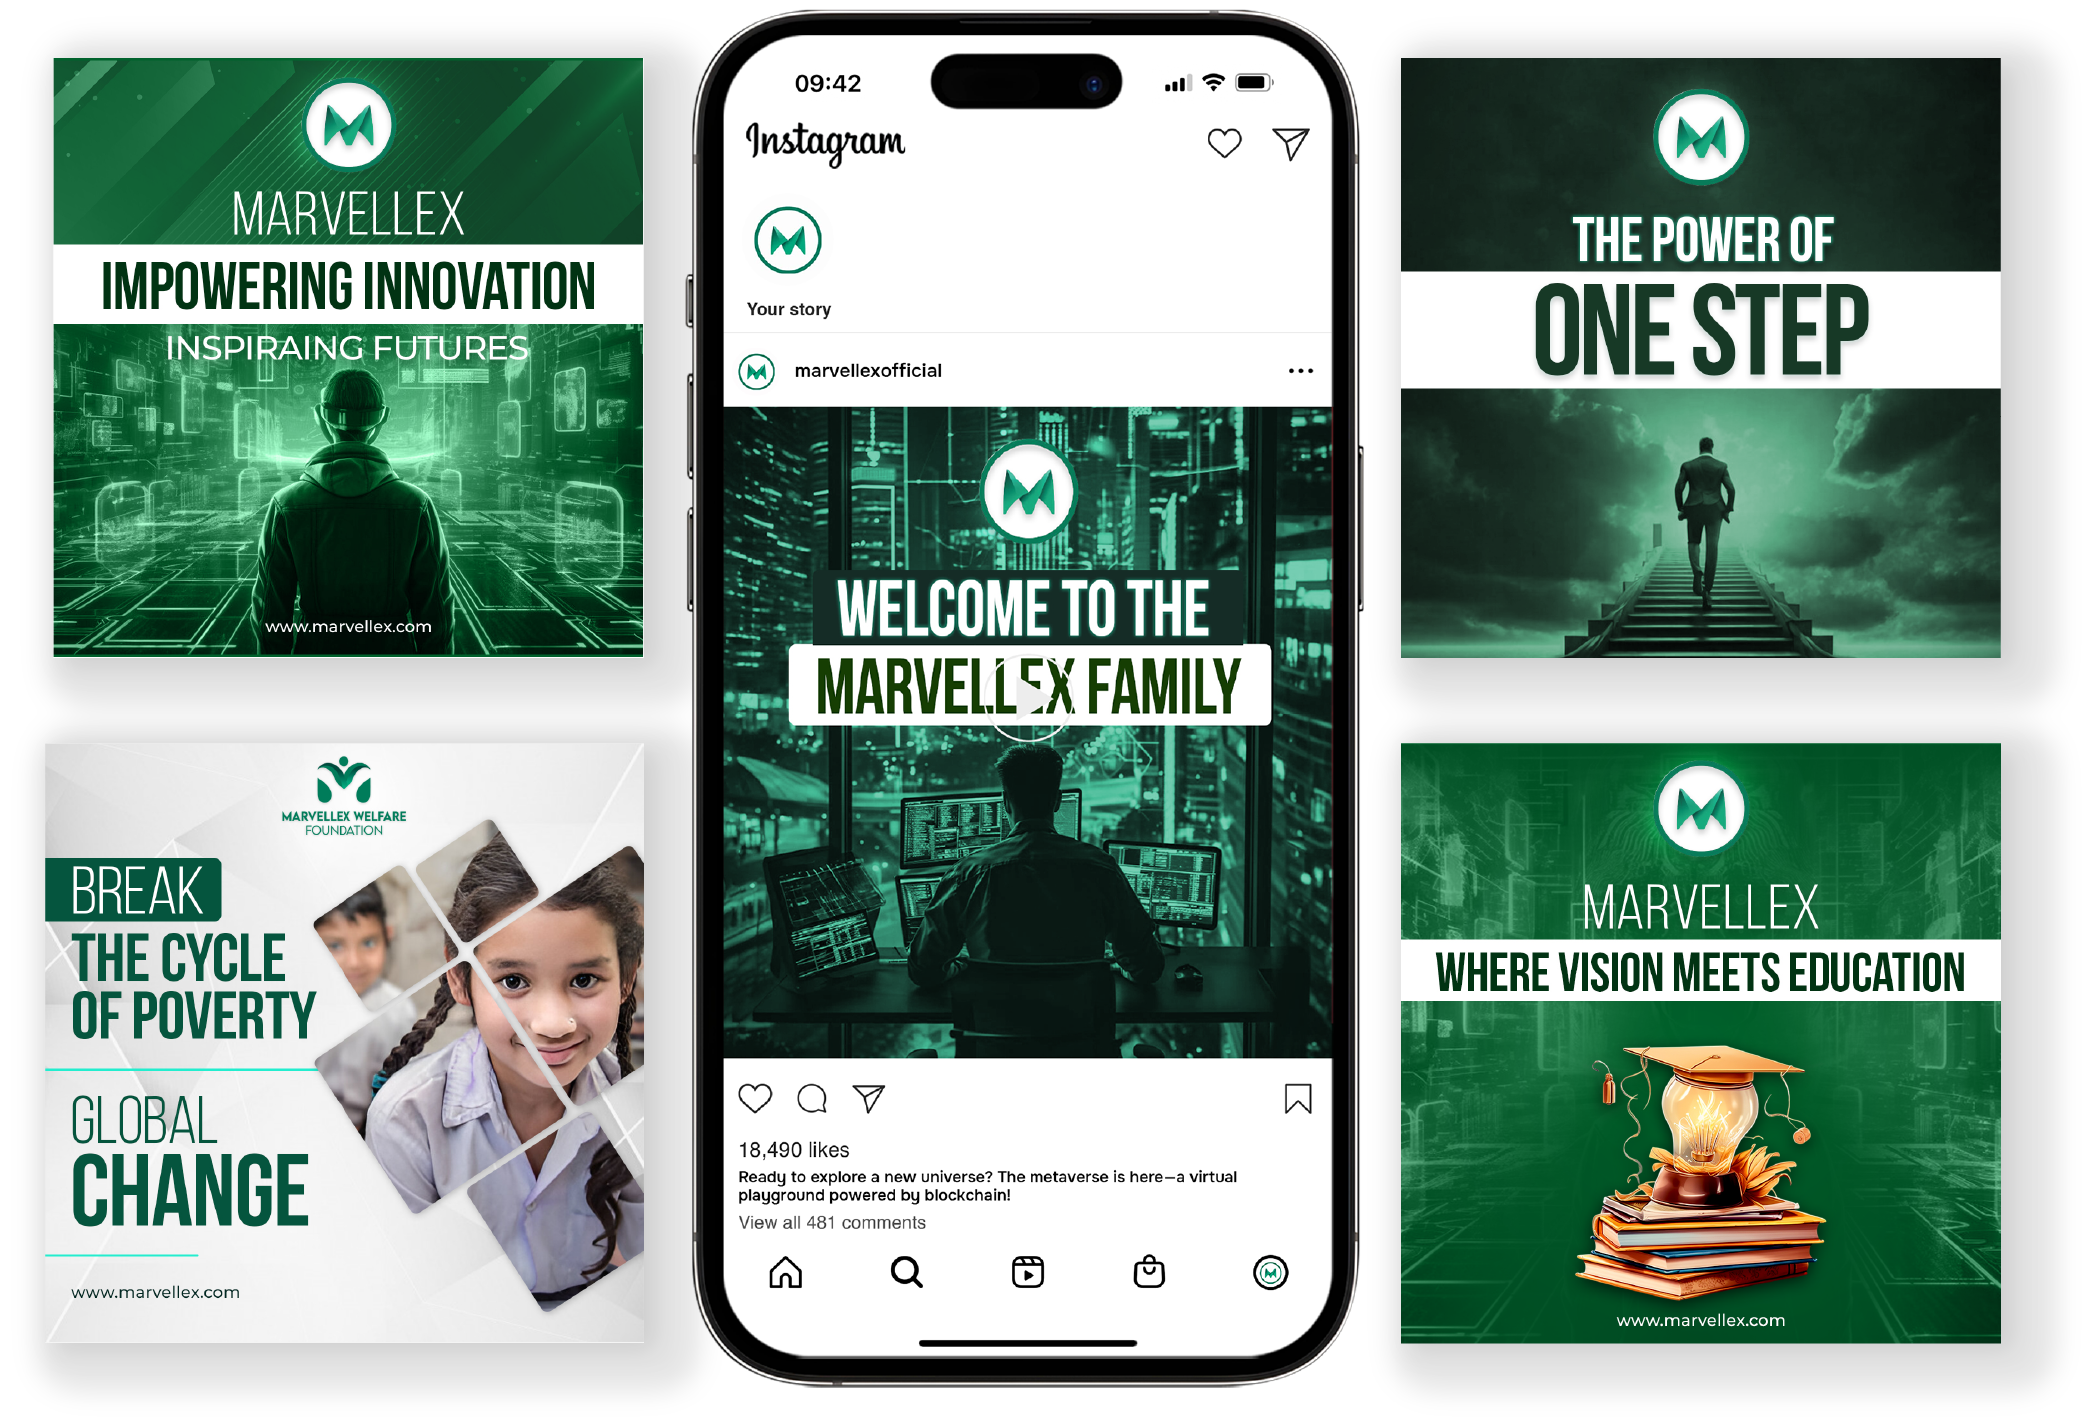 MARVELLEX
IMPOWERING INNOVATION
INSPIRAING FUTURES
www.marvellex.com
MARVELLEX WELFARE
FOUNDATION
BREAK
THE CYCLE
OF POVERTY
GLOBAL
CHANGE
www.marvellex.com
09:42
Instagram
Your story
marvellexofficial
WELCOME TO THE
MARVELLEX FAMILY
18,490 likes
Ready to explore a new universe? The metaverse is here—a virtual
playground powered by blockchain!
View all 481 comments
THE POWER OF
ONE STEP
MARVELLEX
WHERE VISION MEETS EDUCATION
www.marvellex.com